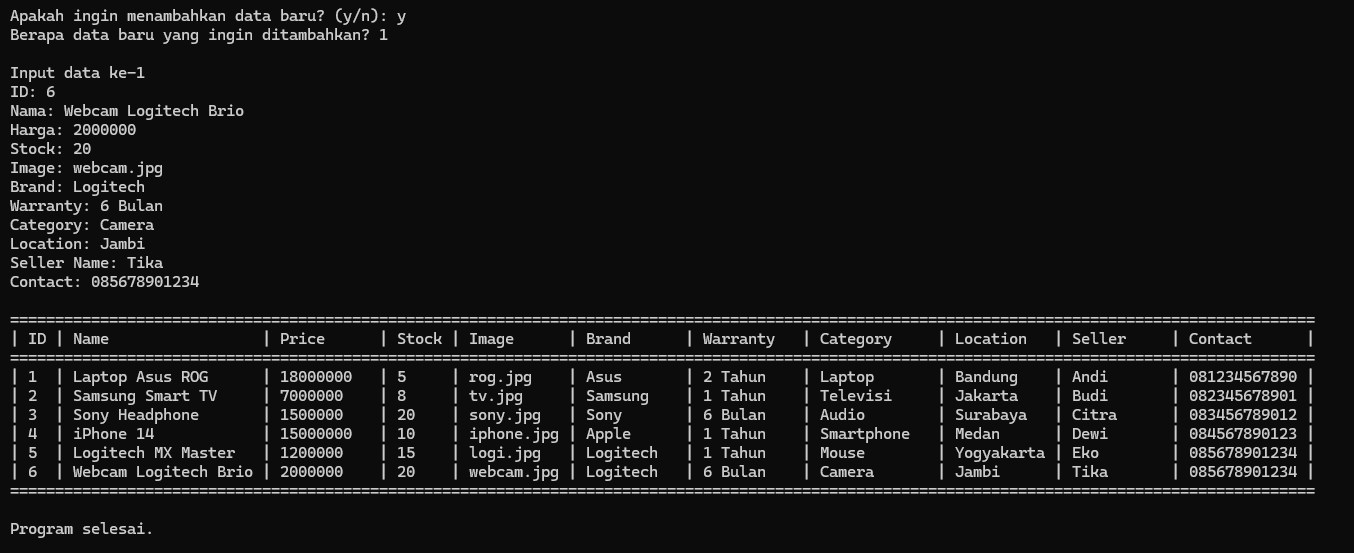 Apakah ingin menambahkan data baru? (y/n): y
Berapa data baru yang ingin ditambahkan? 1
Input data ke-1
ID: 6
Nama: Webcam Logitech Brio
Harga: 2000000
Stock: 20
Image: webcam.jpg
Brand: Logitech
Warranty: 6 Bulan
Category: Camera
Location: Jambi
Seller Name: Tika
Contact: 085678901234
=================================================================================================================================================
| ID | Name                 | Price      | Stock | Image      | Brand      | Warranty   | Category     | Location   | Seller     | Contact      |
=================================================================================================================================================
| 1  | Laptop Asus ROG      | 18000000   | 5     | rog.jpg    | Asus       | 2 Tahun    | Laptop       | Bandung    | Andi       | 081234567890 |
| 2  | Samsung Smart TV     | 7000000    | 8     | tv.jpg     | Samsung    | 1 Tahun    | Televisi     | Jakarta    | Budi       | 082345678901 |
| 3  | Sony Headphone       | 1500000    | 20    | sony.jpg   | Sony       | 6 Bulan    | Audio        | Surabaya   | Citra      | 083456789012 |
| 4  | iPhone 14            | 15000000   | 10    | iphone.jpg | Apple      | 1 Tahun    | Smartphone   | Medan      | Dewi       | 084567890123 |
| 5  | Logitech MX Master   | 1200000    | 15    | logi.jpg   | Logitech   | 1 Tahun    | Mouse        | Yogyakarta | Eko        | 085678901234 |
| 6  | Webcam Logitech Brio | 2000000    | 20    | webcam.jpg | Logitech   | 6 Bulan    | Camera       | Jambi      | Tika       | 085678901234 |
=================================================================================================================================================
Program selesai.